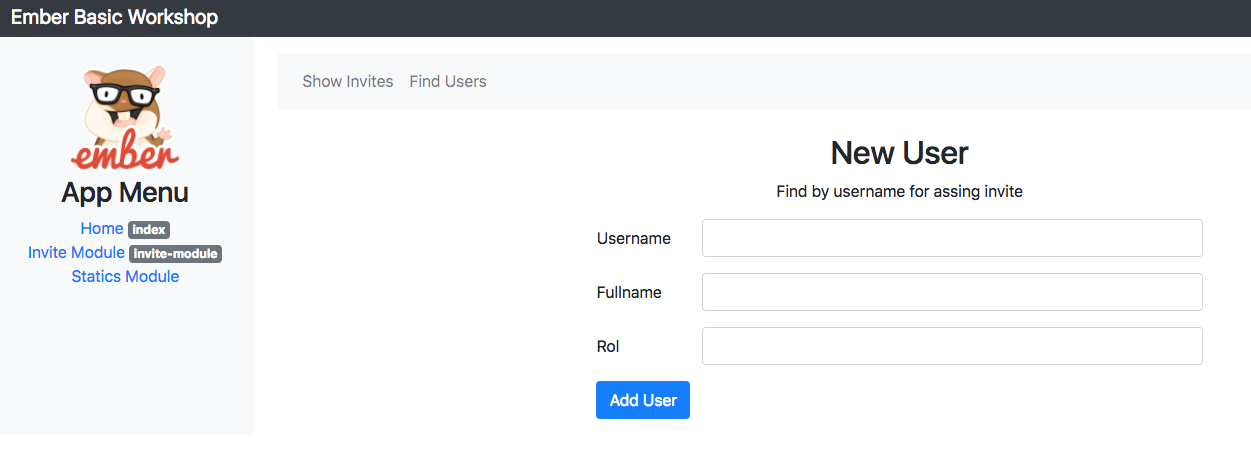 Ember Basic Workshop
ember
App Menu
Home index
Invite Module invite-module
Statics Module
Show Invites Find Users
New User
Find by username for assing invite
Username
Fullname
Rol
Add User